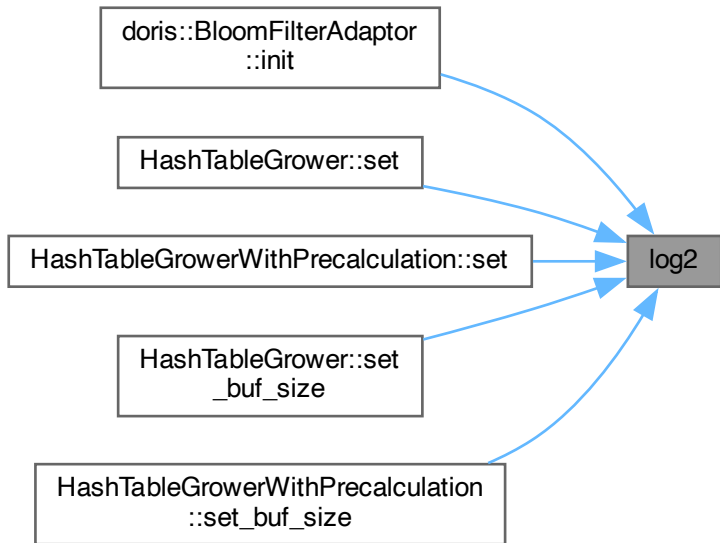 doris::BloomFilterAdaptor
::init
HashTableGrower::set
HashTableGrowerWithPrecalculation::set
log2
HashTableGrower::set
_buf_size
HashTableGrowerWithPrecalculation
::set_buf_size